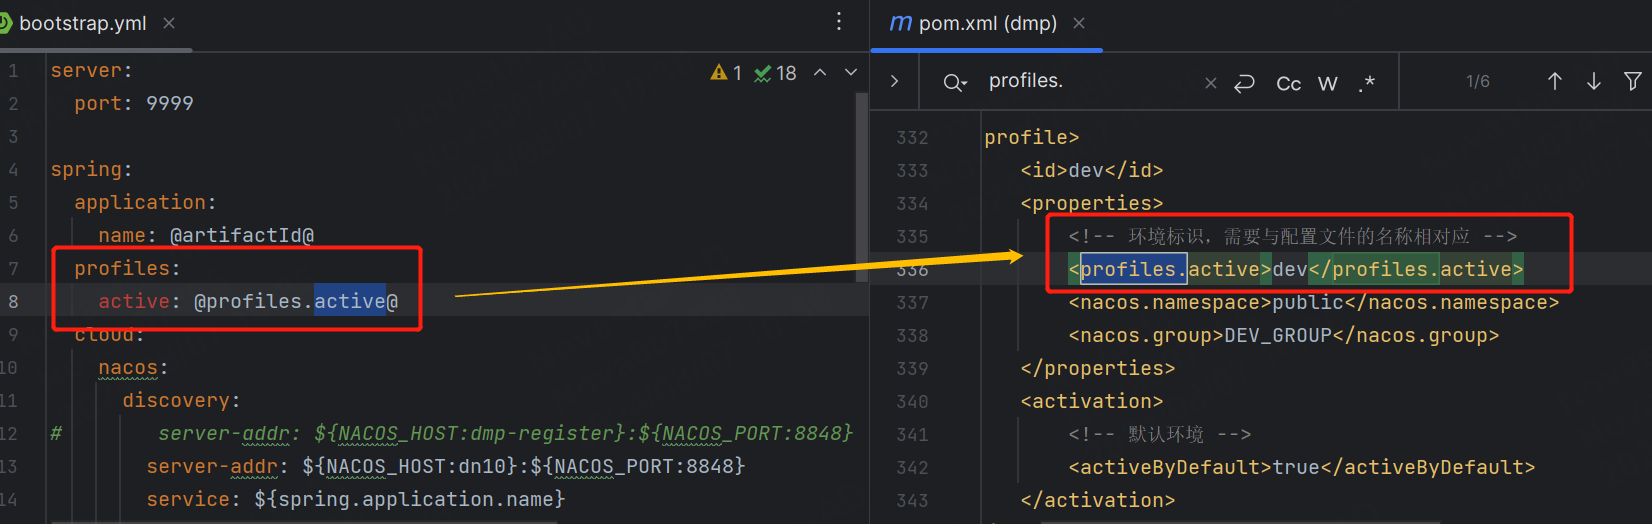 bootstrap.yml
1 server:
2 port: 9999
3
4 spring:
5 application:
6 name: @artifactId@
7 profiles:
8 active: @profiles.active@
9 cloud:
10 nacos:
11 discovery:
12 # server-addr: ${NACOS_HOST:dmp-register}:${NACOS_PORT:8848}
13 server-addr: ${NACOS_HOST:dn10}:${NACOS_PORT:8848}
14 service: ${spring.application.name}
1 18
pom.xml (dmp)
profiles. Cc W .* 1/6
332 profile>
333 <id>dev</id>
334 <properties>
335 <!-- 环境标识，需要与配置文件的名称相对应 -->
336 <profiles.active>dev</profiles.active>
337 <nacos.namespace>public</nacos.namespace>
338 <nacos.group>DEV_GROUP</nacos.group>
339 </properties>
340 <activation>
341 <!-- 默认环境 -->
342 <activeByDefault>true</activeByDefault>
343 </activation>